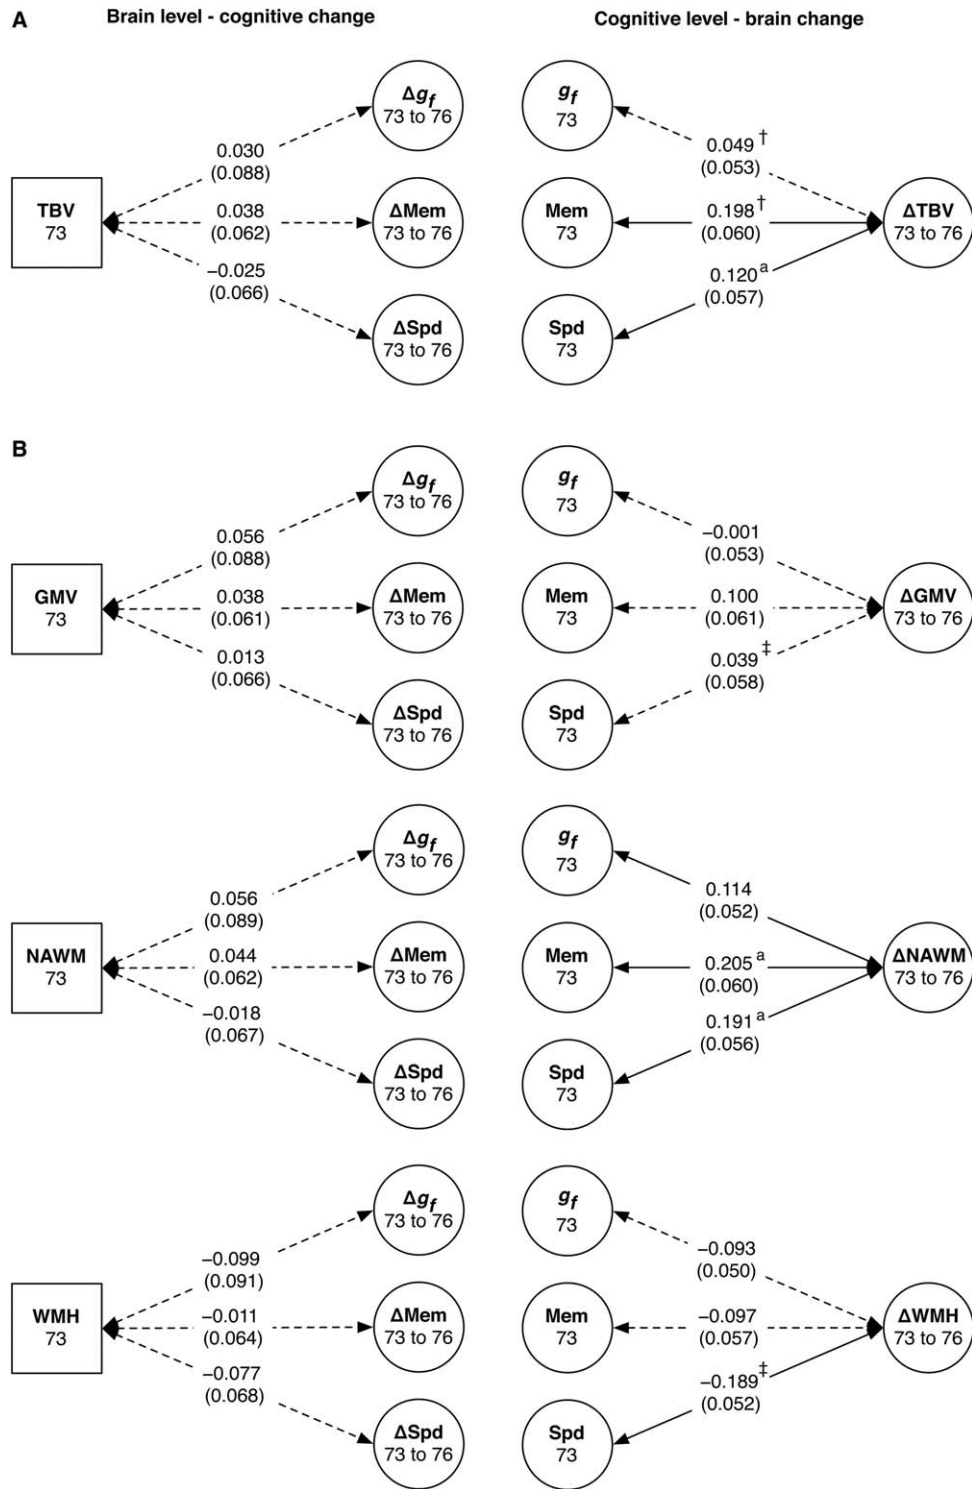 A
Brain level - cognitive change
Cognitive level - brain change
TBV
73
0.030
(0.088)
0.038
(0.062)
−0.025
(0.066)
Δgf
73 to 76
ΔMem
73 to 76
ΔSpd
73 to 76
gf
73
Mem
73
Spd
73
0.049†
(0.053)
0.198†
(0.060)
0.120a
(0.057)
ΔTBV
73 to 76
B
GMV
73
0.056
(0.088)
0.038
(0.061)
0.013
(0.066)
Δgf
73 to 76
ΔMem
73 to 76
ΔSpd
73 to 76
gf
73
Mem
73
Spd
73
−0.001
(0.053)
0.100
(0.061)
0.039‡
(0.058)
ΔGMV
73 to 76
NAWM
73
0.056
(0.089)
0.044
(0.062)
−0.018
(0.067)
Δgf
73 to 76
ΔMem
73 to 76
ΔSpd
73 to 76
gf
73
Mem
73
Spd
73
0.114
(0.052)
0.205a
(0.060)
0.191a
(0.056)
ΔNAWM
73 to 76
WMH
73
−0.099
(0.091)
−0.011
(0.064)
−0.077
(0.068)
Δgf
73 to 76
ΔMem
73 to 76
ΔSpd
73 to 76
gf
73
Mem
73
Spd
73
−0.093
(0.050)
−0.097
(0.057)
−0.189‡
(0.052)
ΔWMH
73 to 76